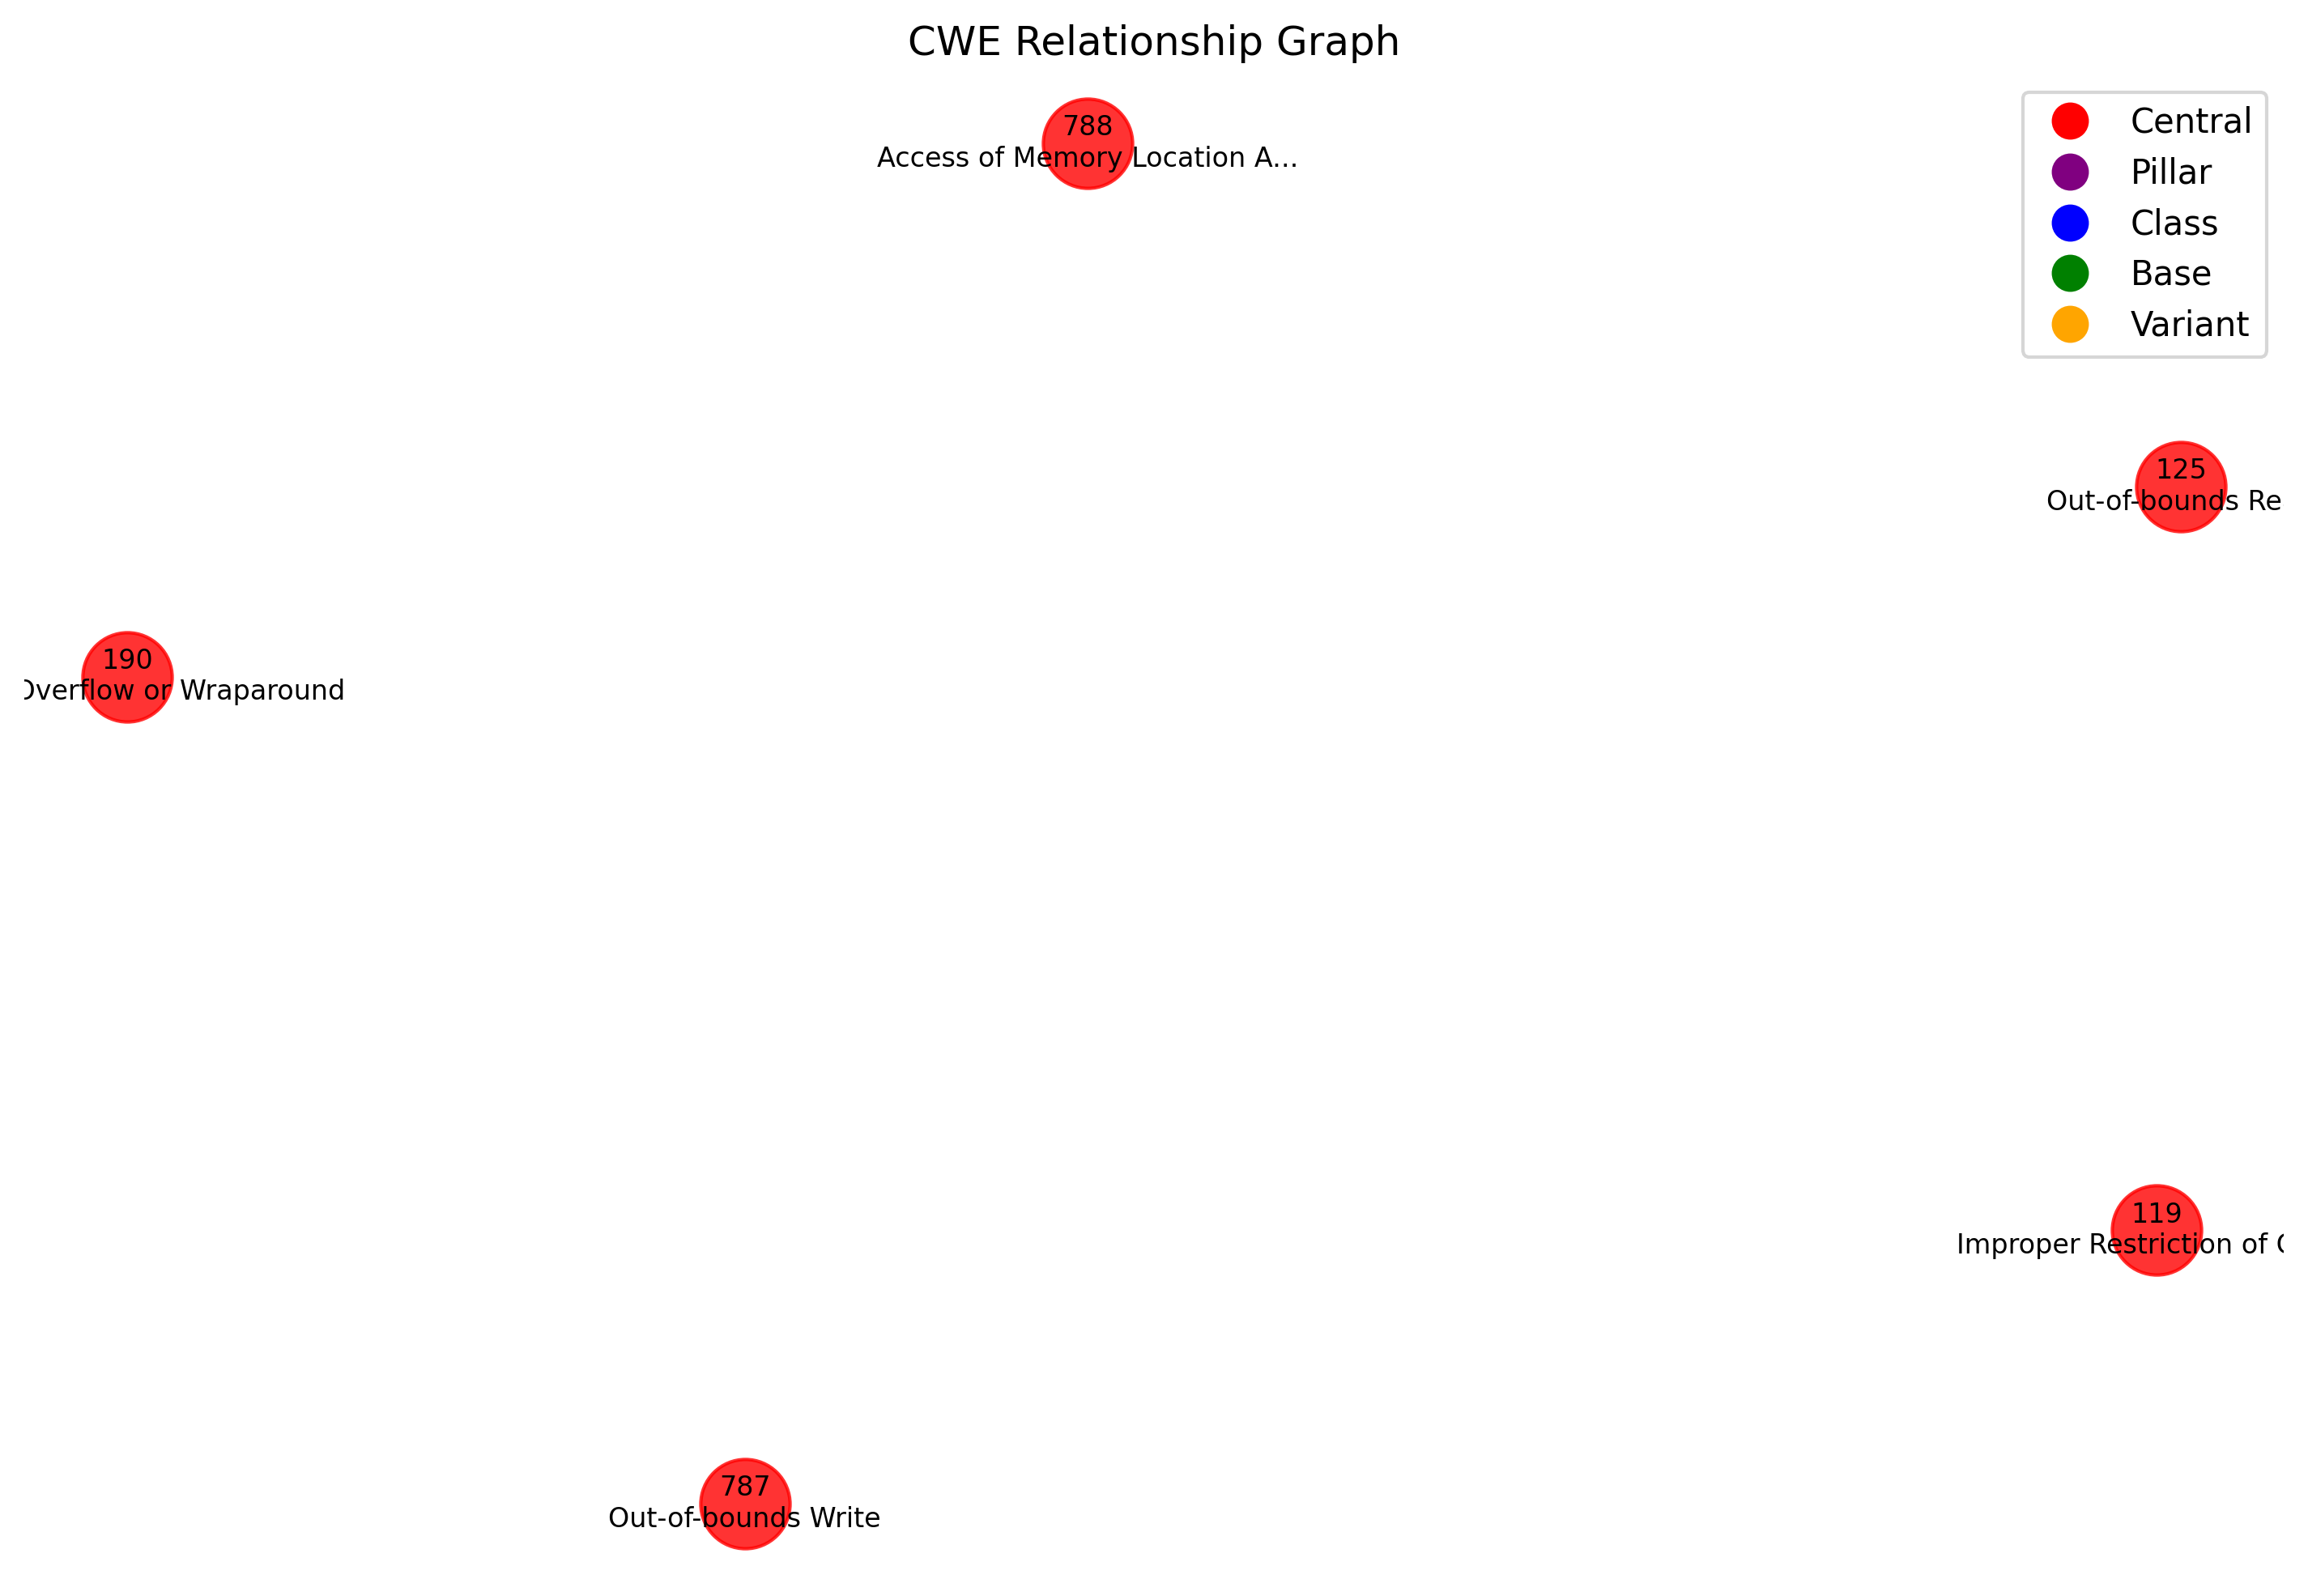 CWE Relationship Graph
788
Access of Memory Location A...
Central
Pillar
Class
Base
Variant
125
Out-of-bounds Re
190
Overflow or Wraparound
119
Improper Restriction of
787
Out-of-bounds Write